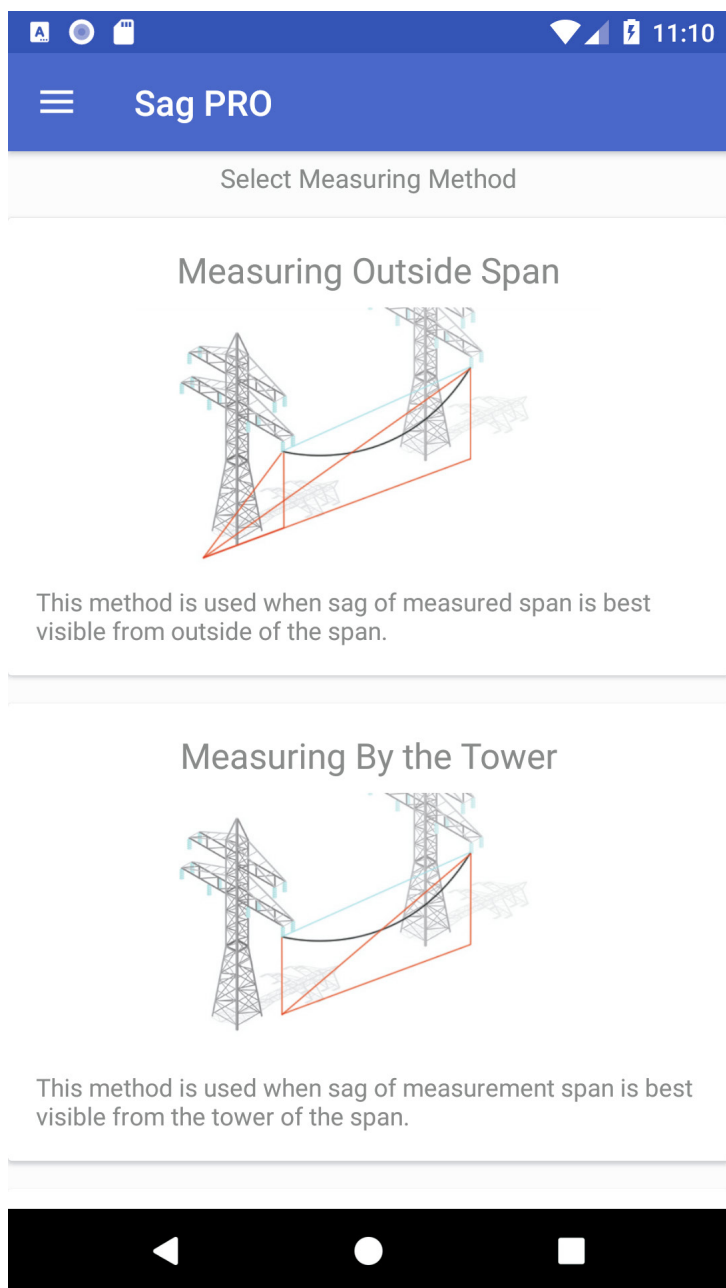 11:10
Sag PRO
Select Measuring Method
Measuring Outside Span
This method is used when sag of measured span is best
visible from outside of the span.
Measuring By the Tower
This method is used when sag of measurement span is best
visible from the tower of the span.